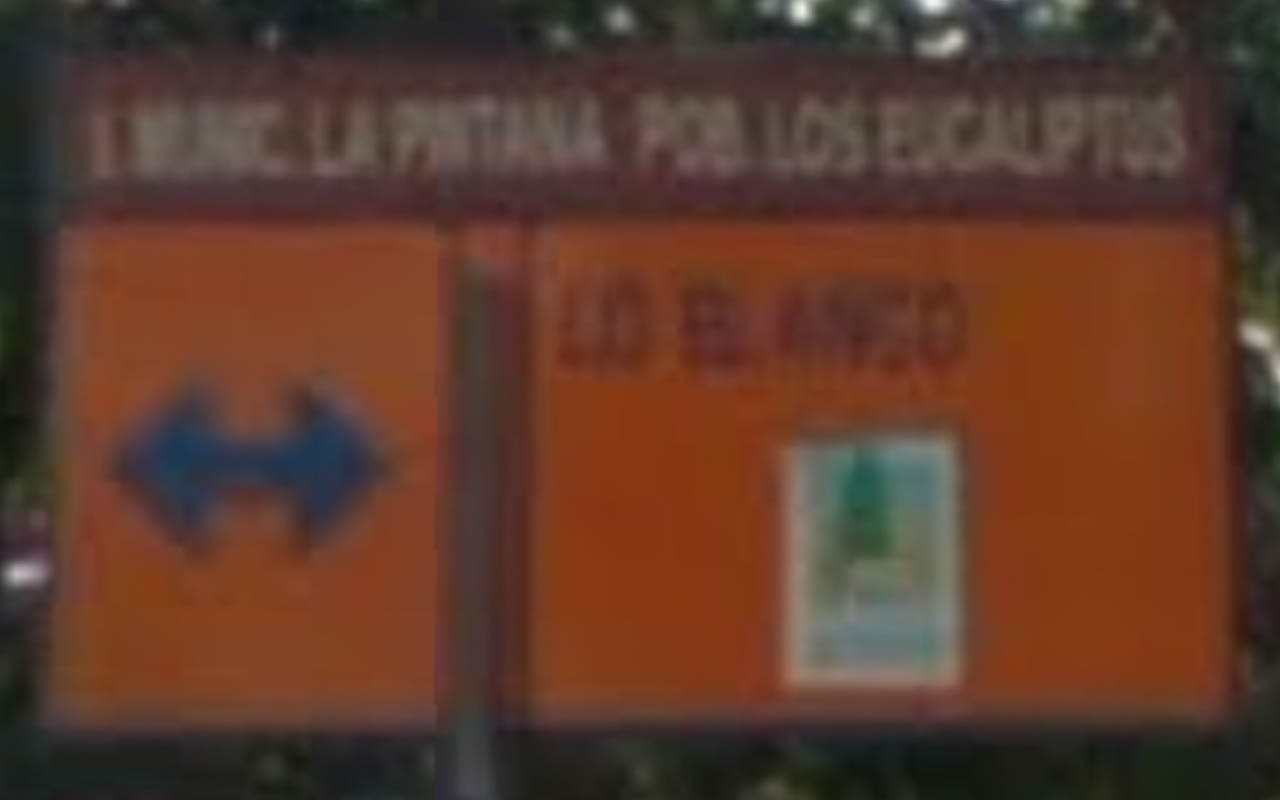 I. MUNIC. LA PINTANA POB. LOS EUCALIPTUS
LO BLANCO